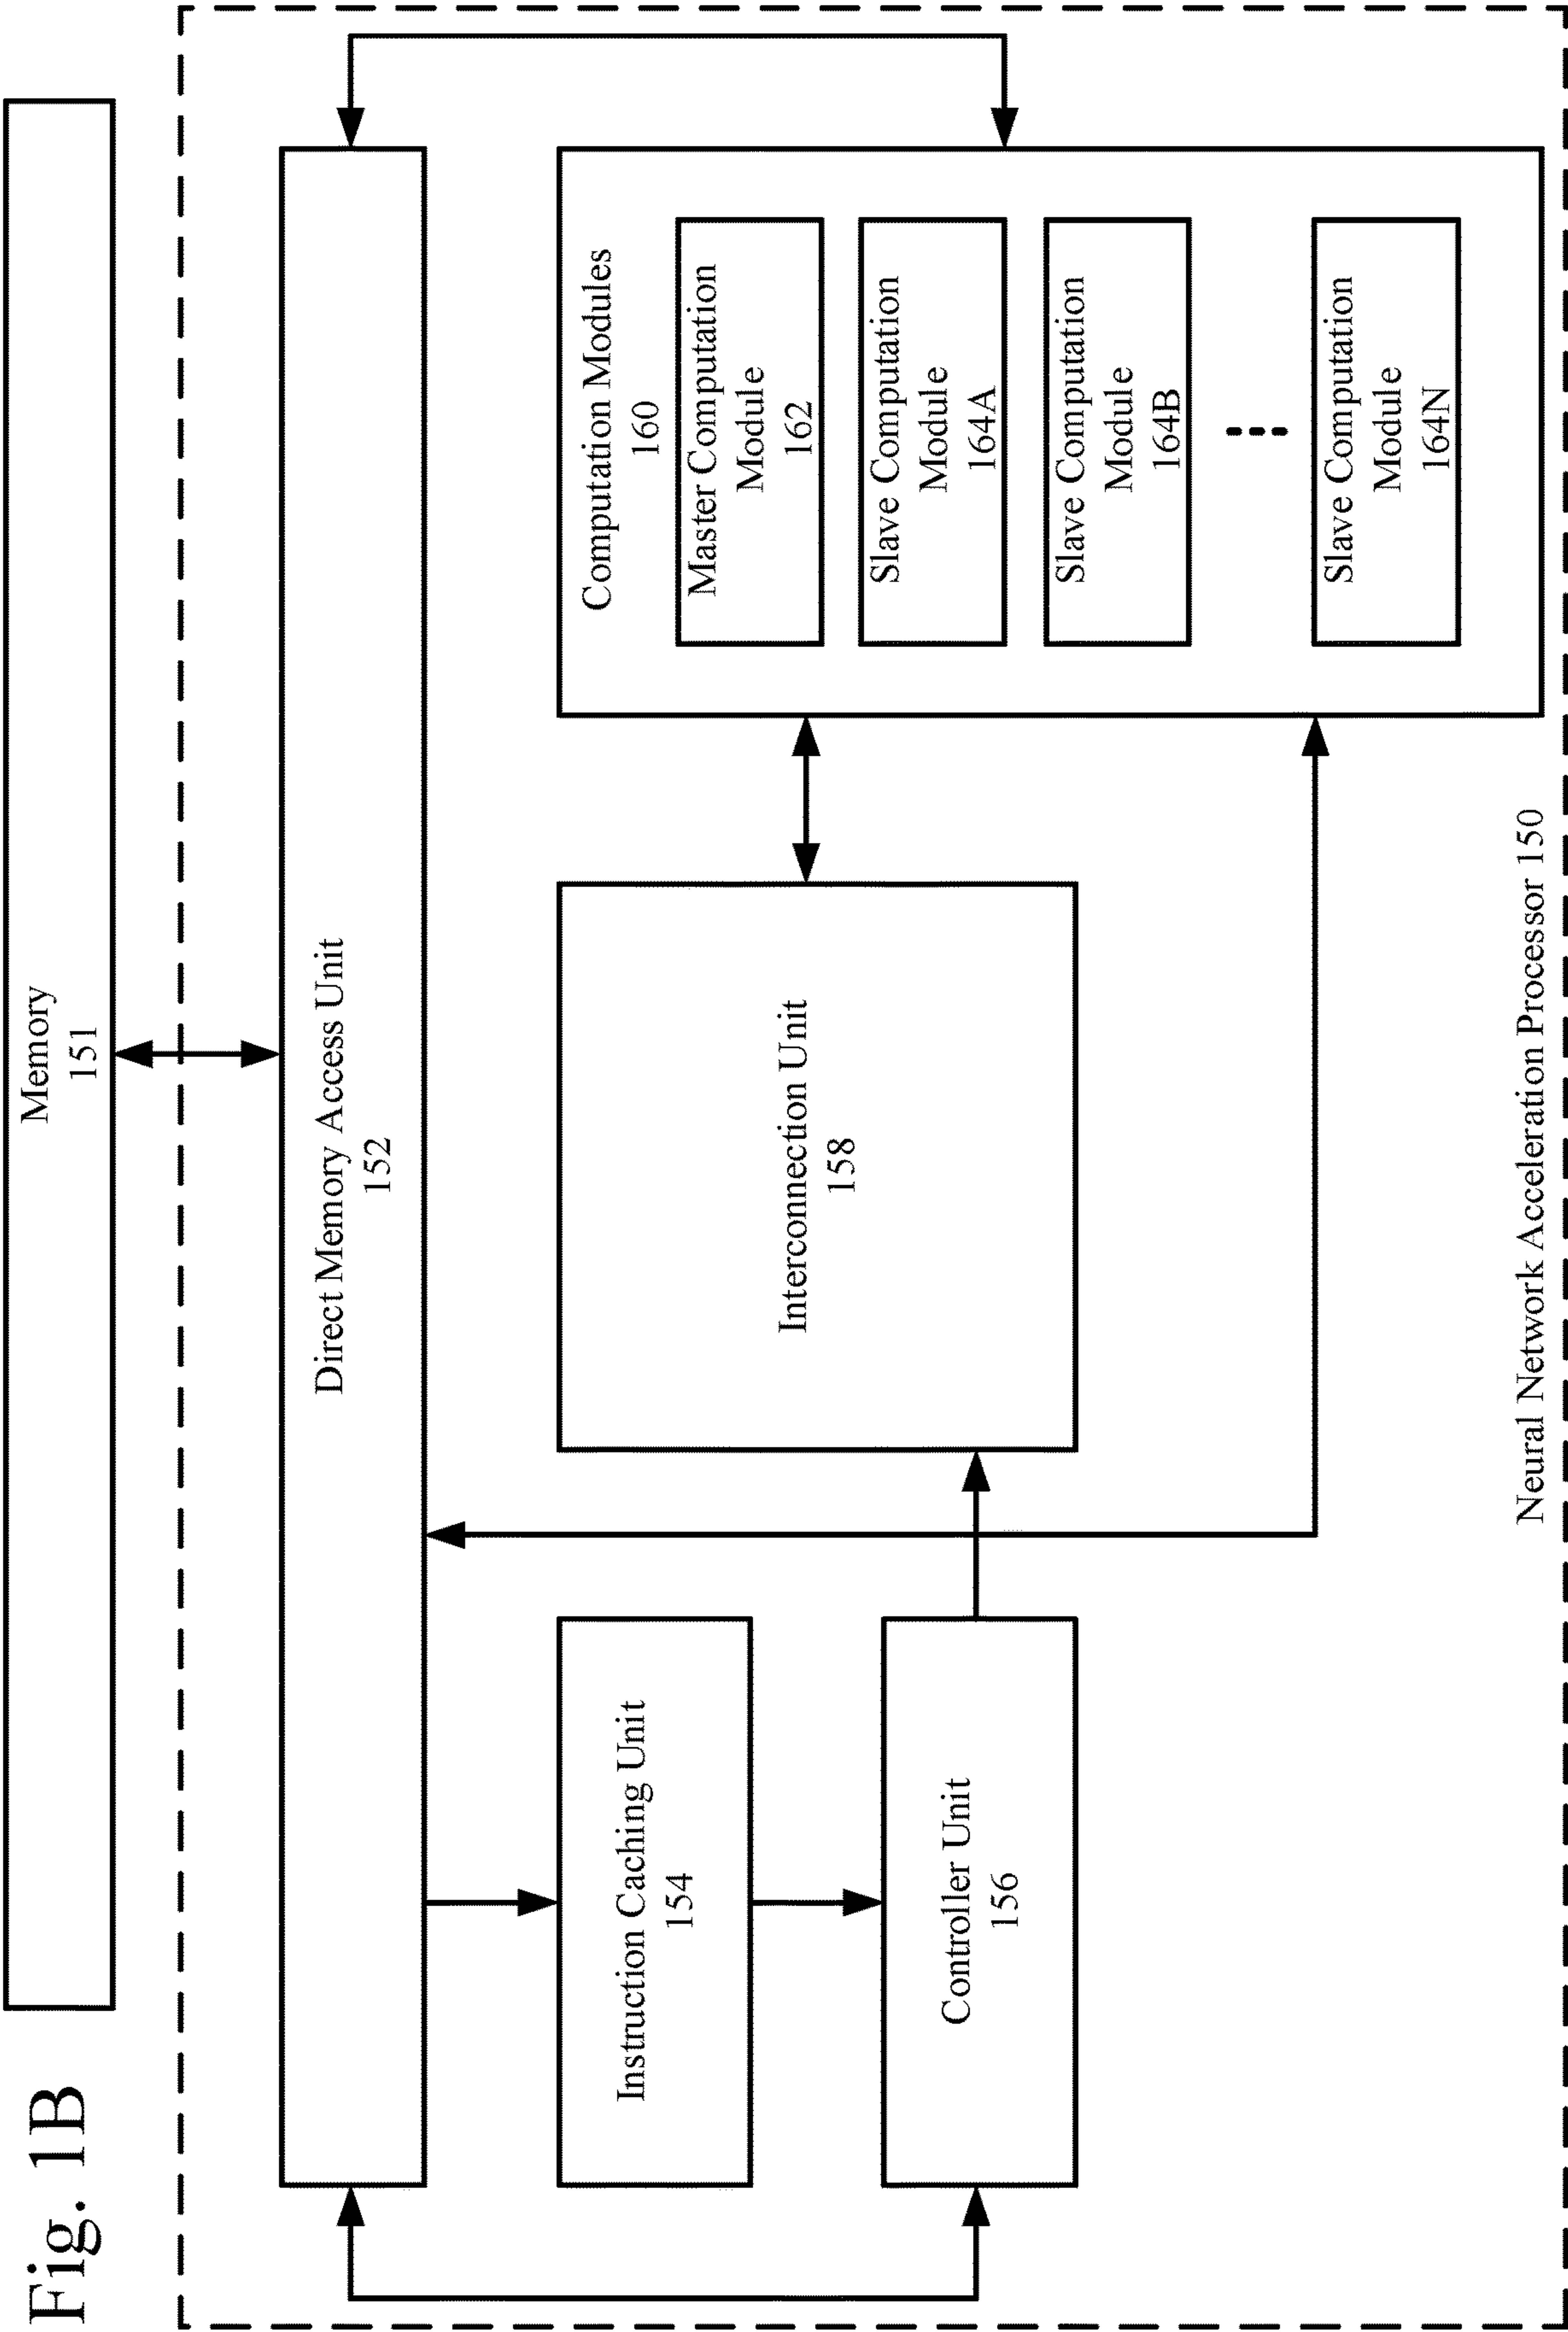 Fig. 1B
Memory
151
Direct Memory Access Unit
152
Instruction Caching Unit
154
Controller Unit
156
Interconnection Unit
158
Computation Modules
160
Master Computation
Module
162
Slave Computation
Module
164A
Slave Computation
Module
164B
Slave Computation
Module
164N
Neural Network Acceleration Processor 150